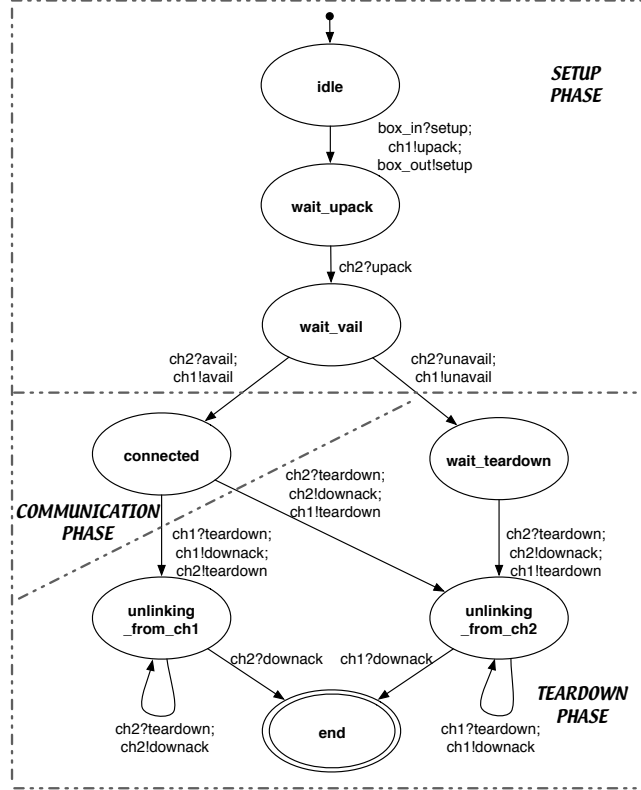 idle
SETUP
PHASE
box_in?setup;
ch1!upack;
box_out!setup
wait_upack
ch2?upack
wait_vail
ch2?avail;
ch1!avail
ch2?unavail;
ch1!unavail
connected
wait_teardown
COMMUNICATION
PHASE
ch2?teardown;
ch2!downack;
ch1!teardown
ch1?teardown;
ch1!downack;
ch2!teardown
ch2?teardown;
ch2!downack;
ch1!teardown
unlinking
_from_ch1
unlinking
_from_ch2
ch2?downack
ch1?downack
ch2?teardown;
ch2!downack
end
ch1?teardown;
ch1!downack
TEARDOWN
PHASE